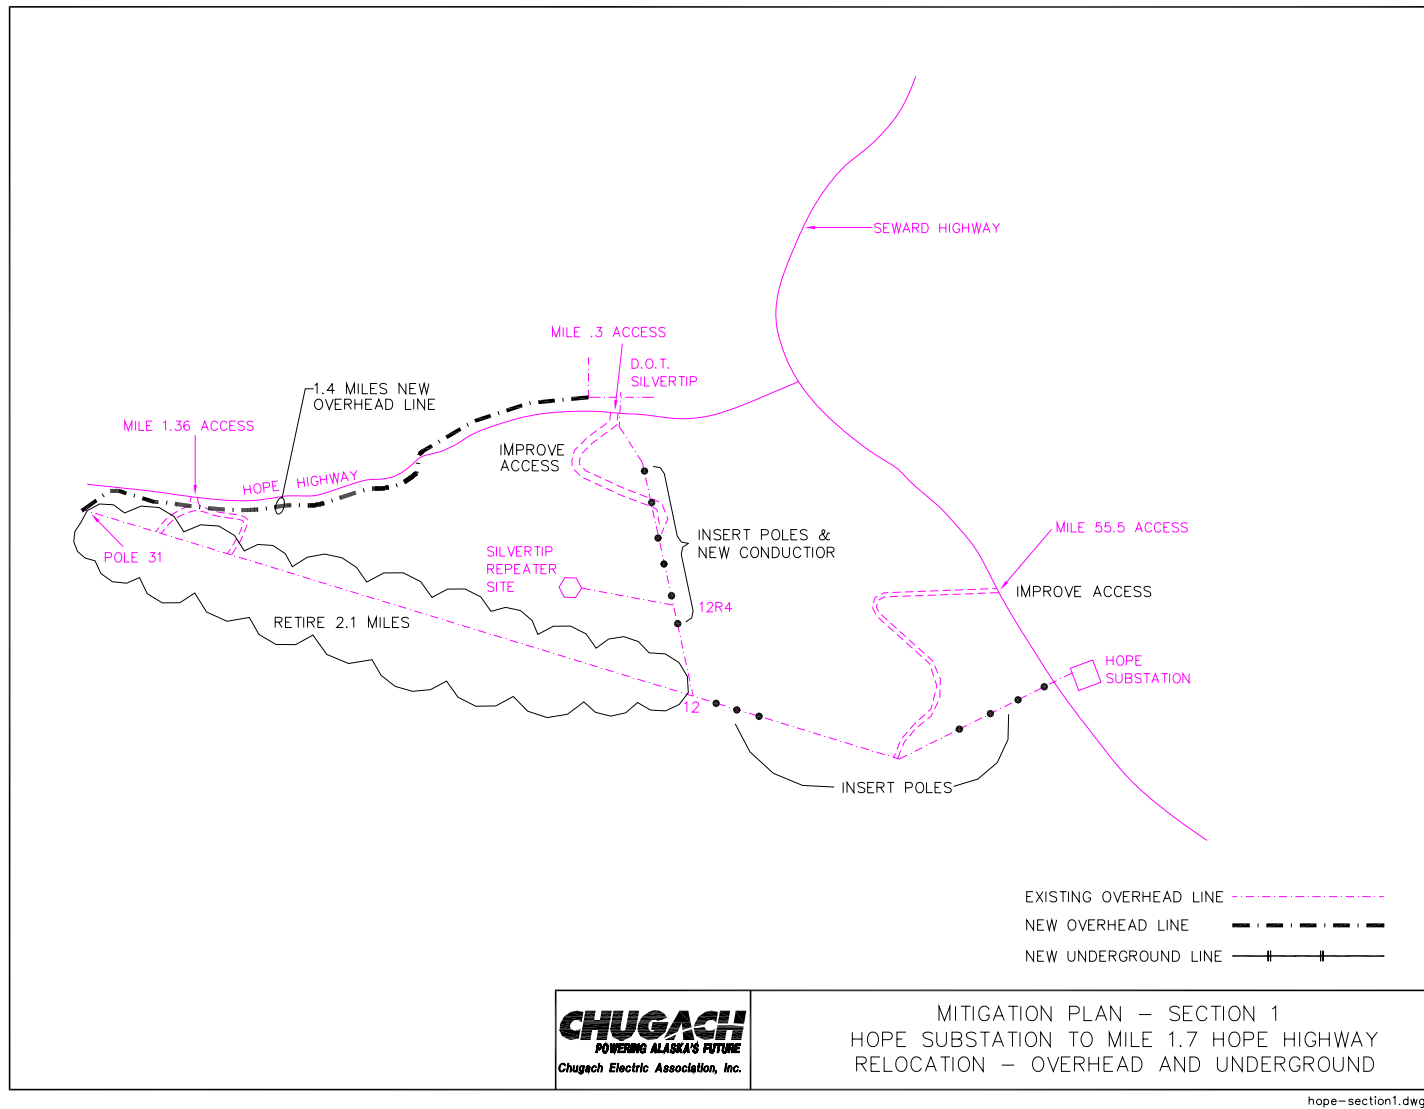 SEWARD HIGHWAY
MILE .3 ACCESS
D.O.T.
SILVERTIP
1.4 MILES NEW
OVERHEAD LINE
MILE 1.36 ACCESS
IMPROVE
ACCESS
HOPE HIGHWAY
POLE 31
INSERT POLES &
NEW CONDUCTIOR
MILE 55.5 ACCESS
SILVERTIP
REPEATER
SITE
IMPROVE ACCESS
12R4
RETIRE 2.1 MILES
HOPE
SUBSTATION
12
INSERT POLES
EXISTING OVERHEAD LINE
NEW OVERHEAD LINE
NEW UNDERGROUND LINE
CHUGACH
POWERING ALASKA'S FUTURE
Chugach Electric Association, Inc.
MITIGATION PLAN – SECTION 1
HOPE SUBSTATION TO MILE 1.7 HOPE HIGHWAY
RELOCATION – OVERHEAD AND UNDERGROUND
hope-section1.dwg